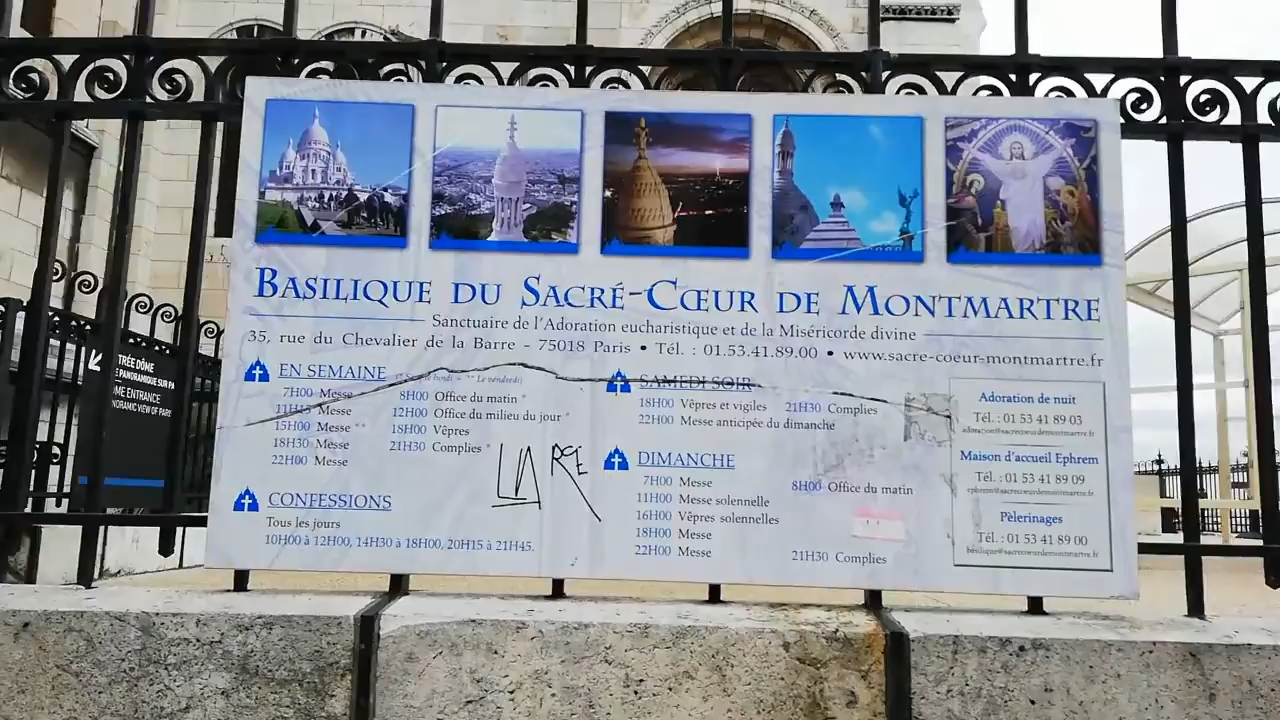 BASILIQUE DU SACRÉ-CŒUR DE MONTMARTRE
Sanctuaire de l'Adoration eucharistique et de la Miséricorde divine
35, rue du Chevalier de la Barre - 75018 Paris • Tél. : 01.53.41.89.00 • www.sacre-coeur-montmartre.fr
EN SEMAINE
7H00 Messe
11H15 Messe
15H00 Messe **
18H30 Messe
22H00 Messe
8H00 Office du matin *
12H00 Office du milieu du jour *
18H00 Vêpres
21H30 Complies *
CONFESSIONS
Tous les jours
10H00 à 12H00, 14H30 à 18H00, 20H15 à 21H45.
SAMEDI SOIR
18H00 Vêpres et vigiles 21H30 Complies
22H00 Messe anticipée du dimanche
DIMANCHE
7H00 Messe
11H00 Messe solennelle
16H00 Vêpres solennelles
18H00 Messe
22H00 Messe
8H00 Office du matin
21H30 Complies
Adoration de nuit
Tél. : 01 53 41 89 03
adoration@sacrecoeurdemontmartre.fr
Maison d'accueil Ephrem
Tél. : 01 53 41 89 09
ephrem@sacrecoeurdemontmartre.fr
Pèlerinages
Tél. : 01 53 41 89 00
basilique@sacrecoeurdemontmartre.fr
TRÉE DÔME
E PANORAMIQUE SUR PA
OME ENTRANCE
NORAMIC VIEW OF PARIS